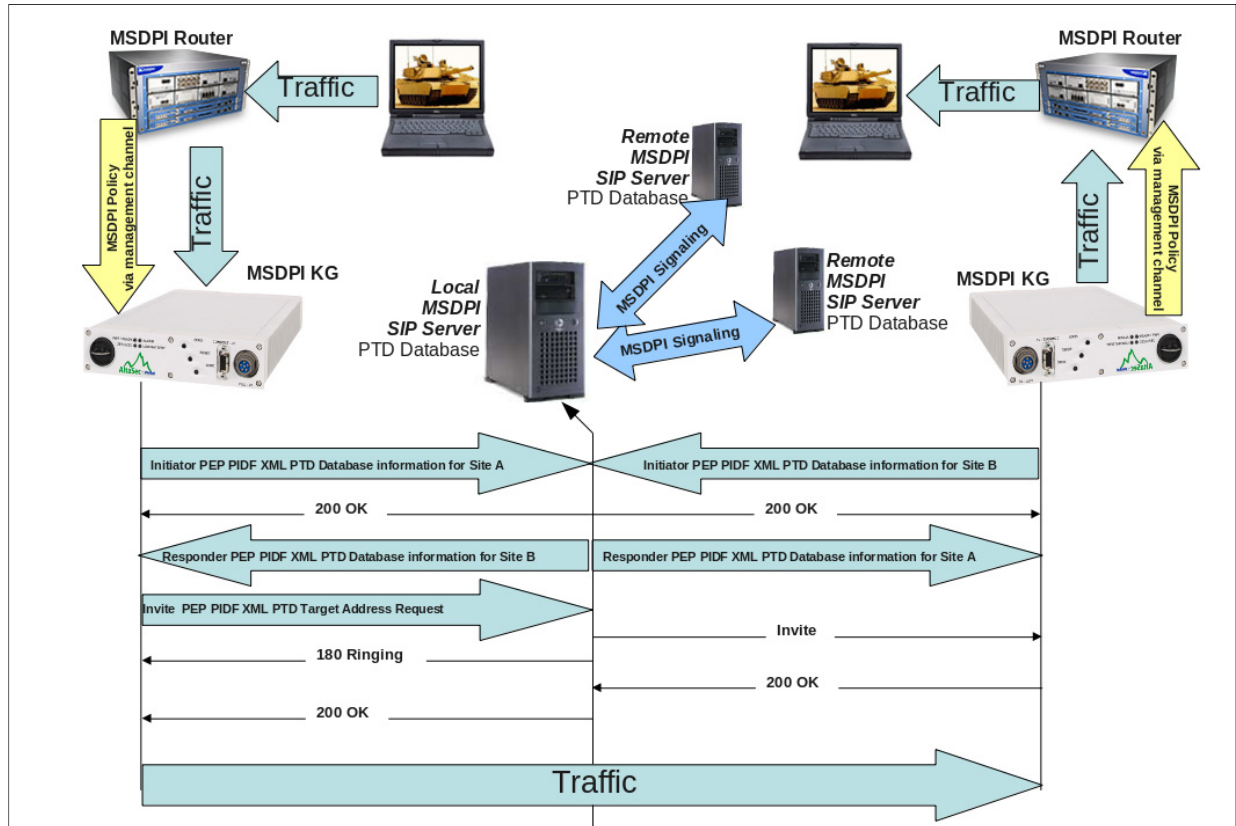 MSDPI Router
MSDPI Router
Traffic
Traffic
MSDPI Policy
via management channel
Traffic
Remote
MSDPI
SIP Server
PTD Database
Traffic
MSDPI Policy
via management channel
MSDPI KG
MSDPI Signaling
Local
MSDPI
SIP Server
PTD Database
MSDPI Signaling
Remote
MSDPI
SIP Server
PTD Database
MSDPI KG
AltaSec
Initiator PEP PIDF XML PTD Database information for Site A
Initiator PEP PIDF XML PTD Database information for Site B
200 OK
200 OK
Responder PEP PIDF XML PTD Database information for Site B
Responder PEP PIDF XML PTD Database information for Site A
Invite PEP PIDF XML PTD Target Address Request
Invite
180 Ringing
200 OK
200 OK
Traffic